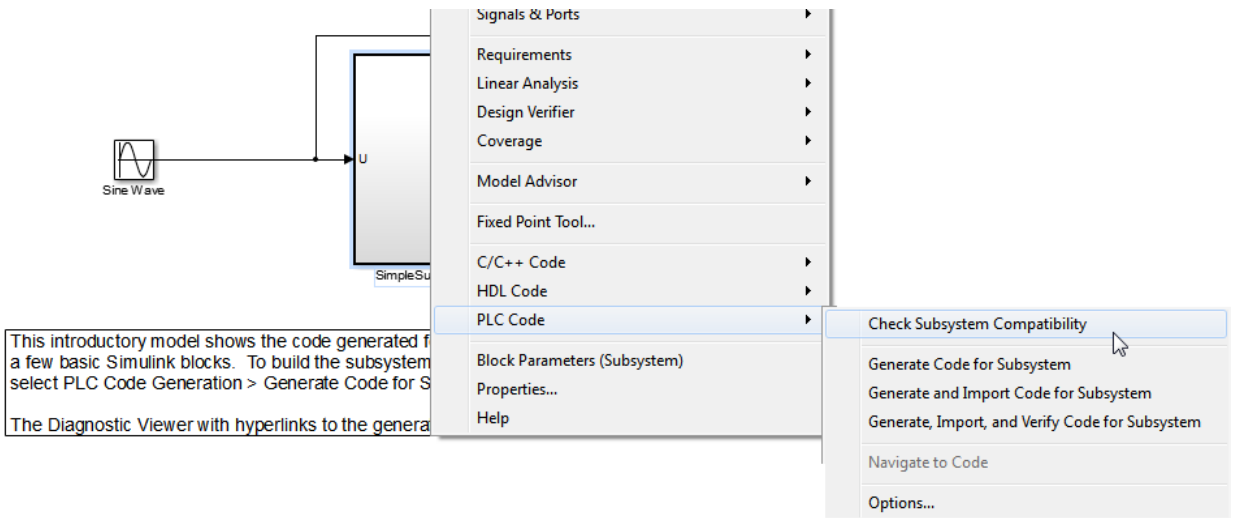 Signals & Ports
Requirements
Linear Analysis
Design Verifier
Coverage
Model Advisor
Fixed Point Tool...
C/C++ Code
HDL Code
PLC Code
Block Parameters (Subsystem)
Properties...
Help
Check Subsystem Compatibility
Generate Code for Subsystem
Generate and Import Code for Subsystem
Generate, Import, and Verify Code for Subsystem
Navigate to Code
Options...
U
Sine Wave
SimpleSu
This introductory model shows the code generated f
a few basic Simulink blocks. To build the subsystem
select PLC Code Generation > Generate Code for S
The Diagnostic Viewer with hyperlinks to the genera